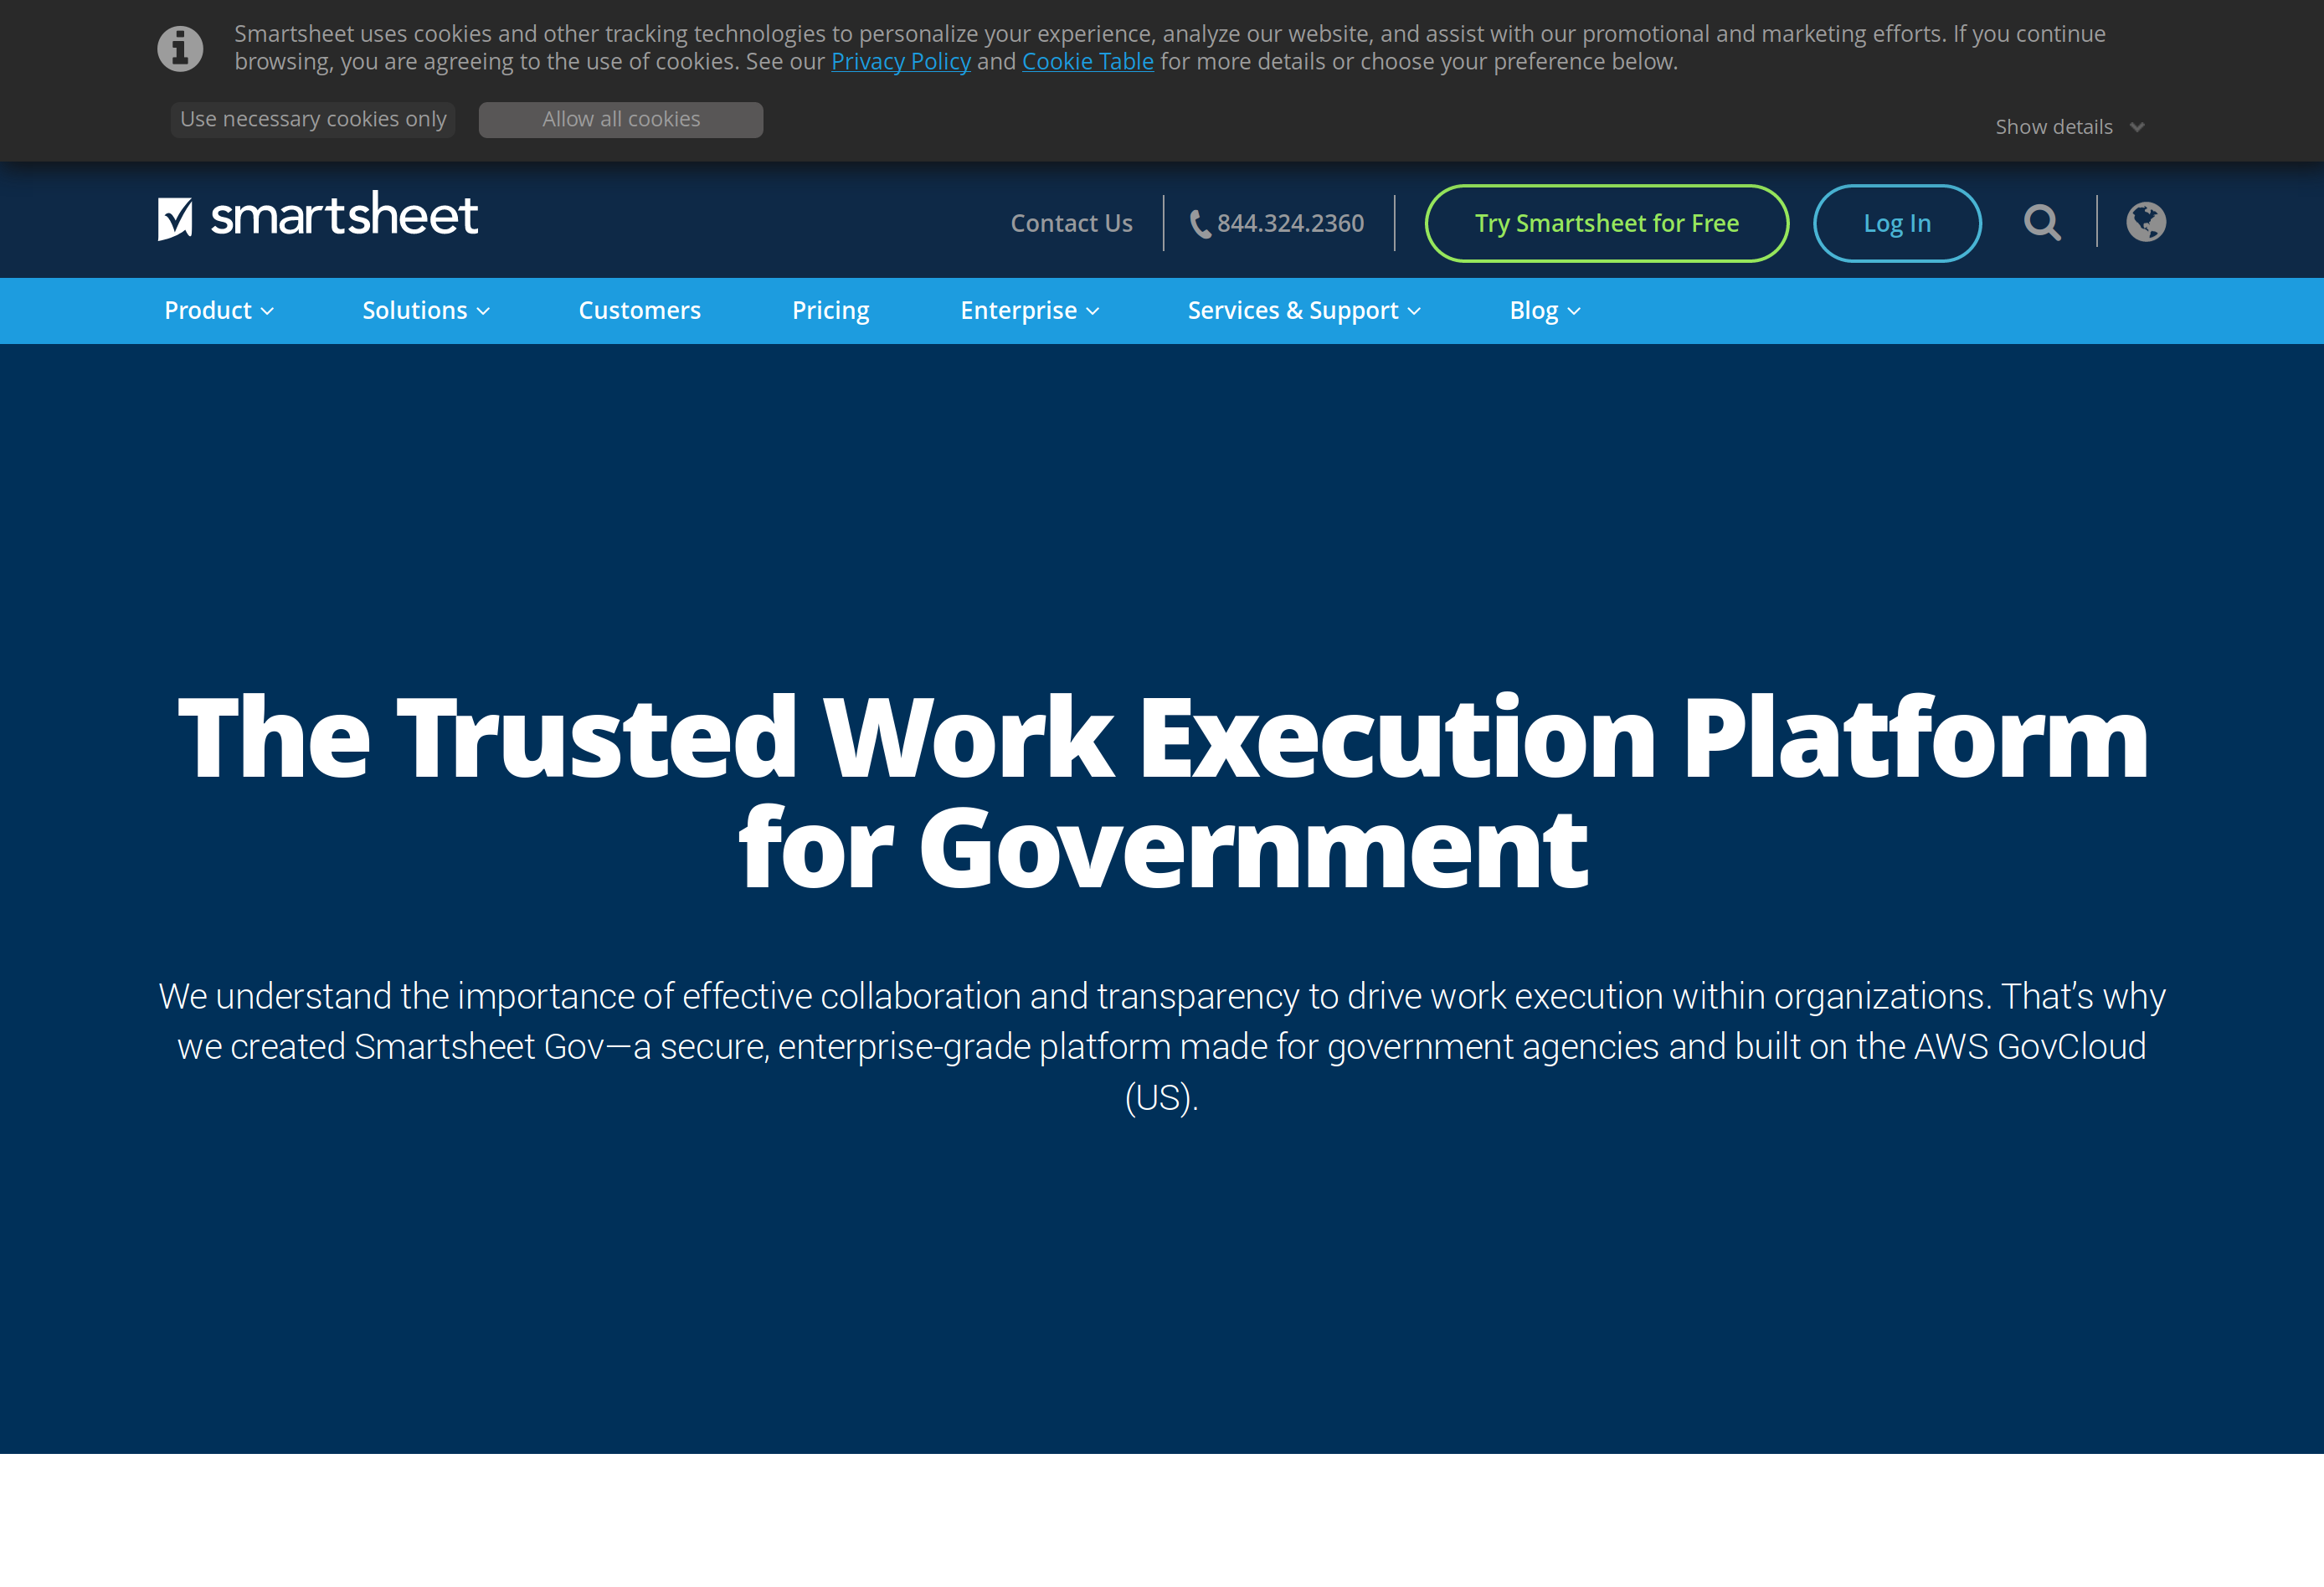 Smartsheet uses cookies and other tracking technologies to personalize your experience, analyze our website, and assist with our promotional and marketing efforts. If you continue
browsing, you are agreeing to the use of cookies. See our Privacy Policy and Cookie Table for more details or choose your preference below.
Use necessary cookies only Allow all cookies Show details
smartsheet Contact Us 844.324.2360 Try Smartsheet for Free Log In
Product Solutions Customers Pricing Enterprise Services & Support Blog
The Trusted Work Execution Platform
for Government
We understand the importance of effective collaboration and transparency to drive work execution within organizations. That’s why
we created Smartsheet Gov—a secure, enterprise-grade platform made for government agencies and built on the AWS GovCloud
(US).